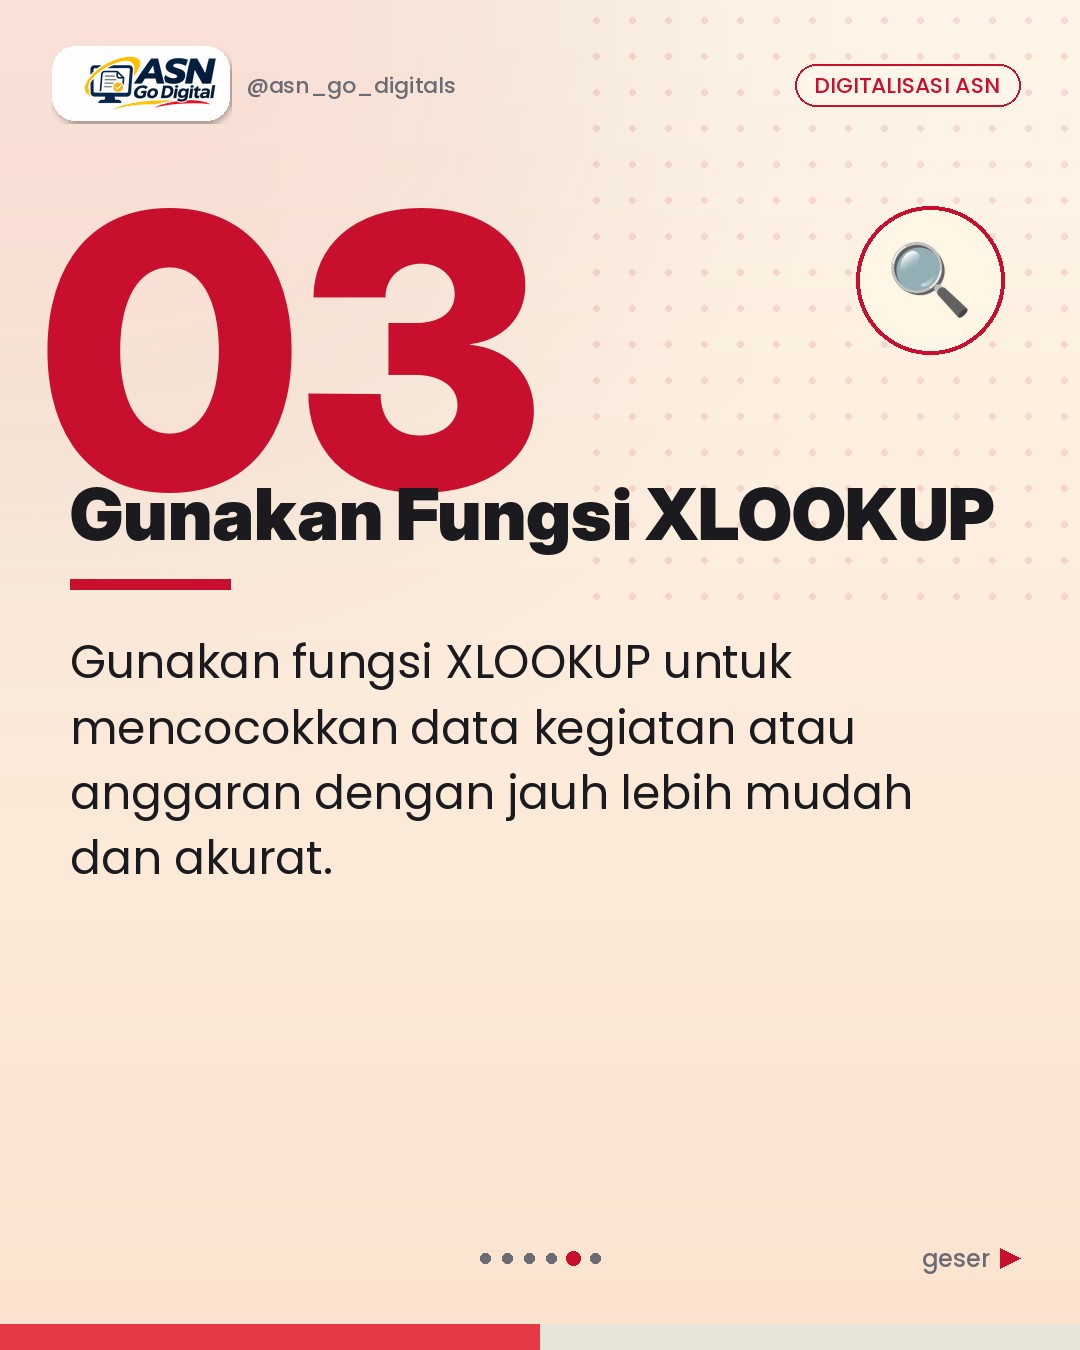 ASN
Go Digital
@asn_go_digitals
DIGITALISASI ASN
03
Gunakan Fungsi XLOOKUP
Gunakan fungsi XLOOKUP untuk
mencocokkan data kegiatan atau
anggaran dengan jauh lebih mudah
dan akurat.
geser